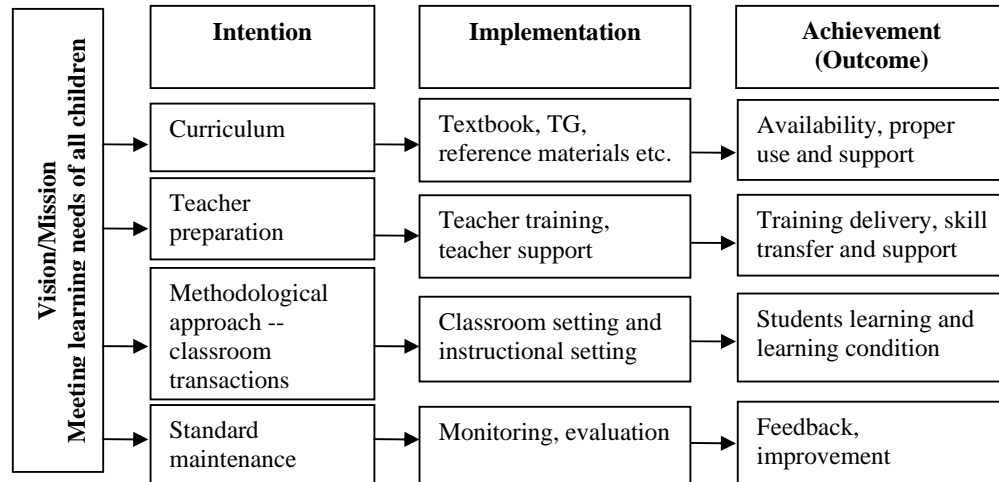 Vision/Mission
Meeting learning needs of all children
Intention
Implementation
Achievement
(Outcome)
Curriculum
Textbook, TG,
reference materials etc.
Availability, proper
use and support
Teacher
preparation
Teacher training,
teacher support
Training delivery, skill
transfer and support
Methodological
approach --
classroom
transactions
Classroom setting and
instructional setting
Students learning and
learning condition
Standard
maintenance
Monitoring, evaluation
Feedback,
improvement